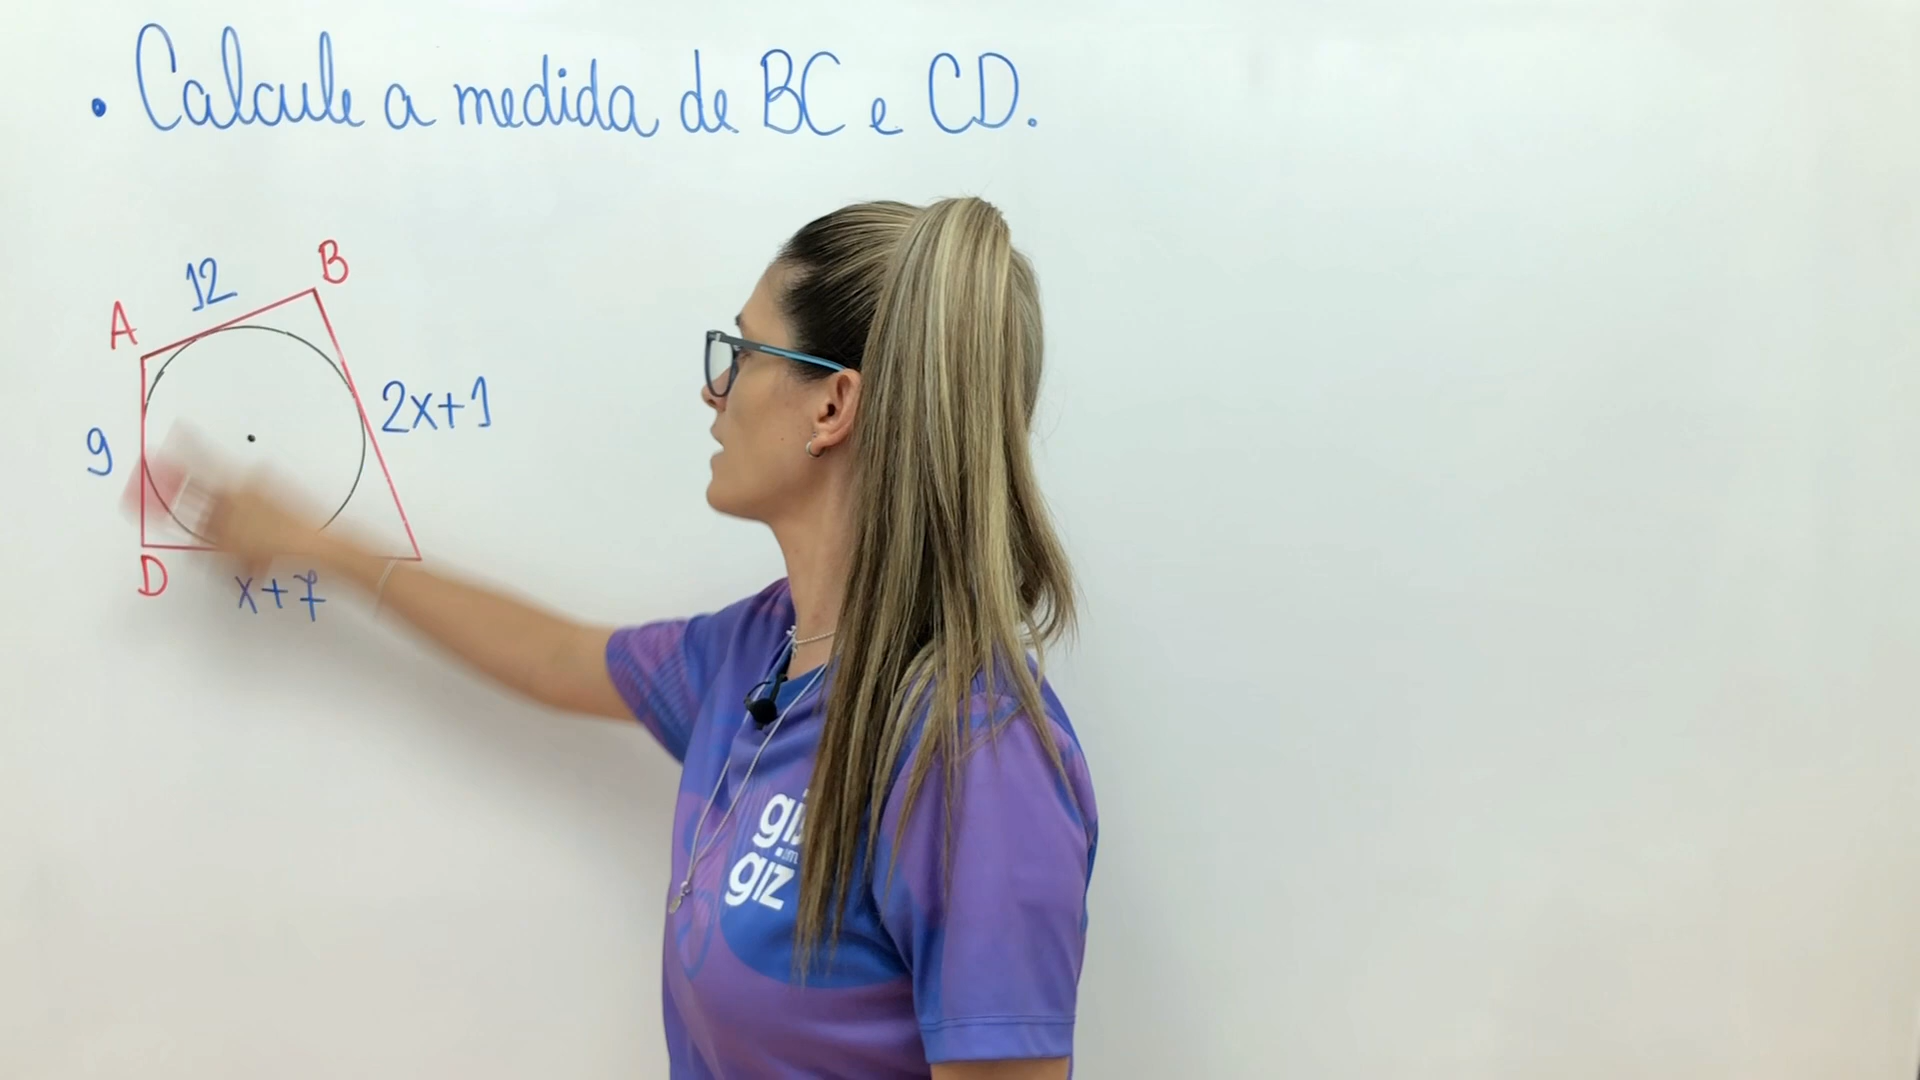 • Calcule a medida de BC e CD.
B
12
A
2x+1
9
D
x+7
giz
giz